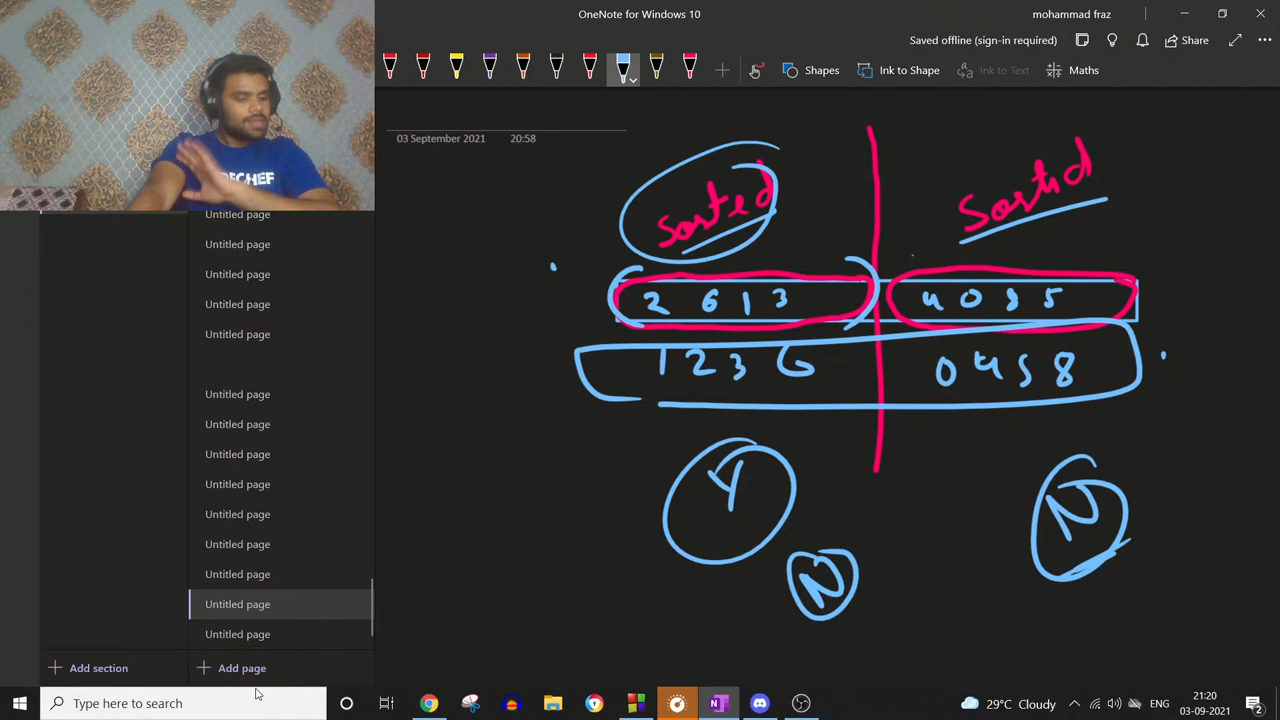 OneNote for Windows 10
mohammad fraz
Saved offline (sign-in required)
Share
Shapes
Ink to Shape
Ink to Text
Maths
03 September 2021 20:58
Sorted Sorted
2 6 1 3 4 0 8 5
1 2 3 6 0 4 5 8
Y N
N
Untitled page
Untitled page
Untitled page
Untitled page
Untitled page
Untitled page
Untitled page
Untitled page
Untitled page
Untitled page
Untitled page
Untitled page
Untitled page
Untitled page
Add section
Add page
Type here to search
29°C Cloudy
ENG
21:20
03-09-2021
2